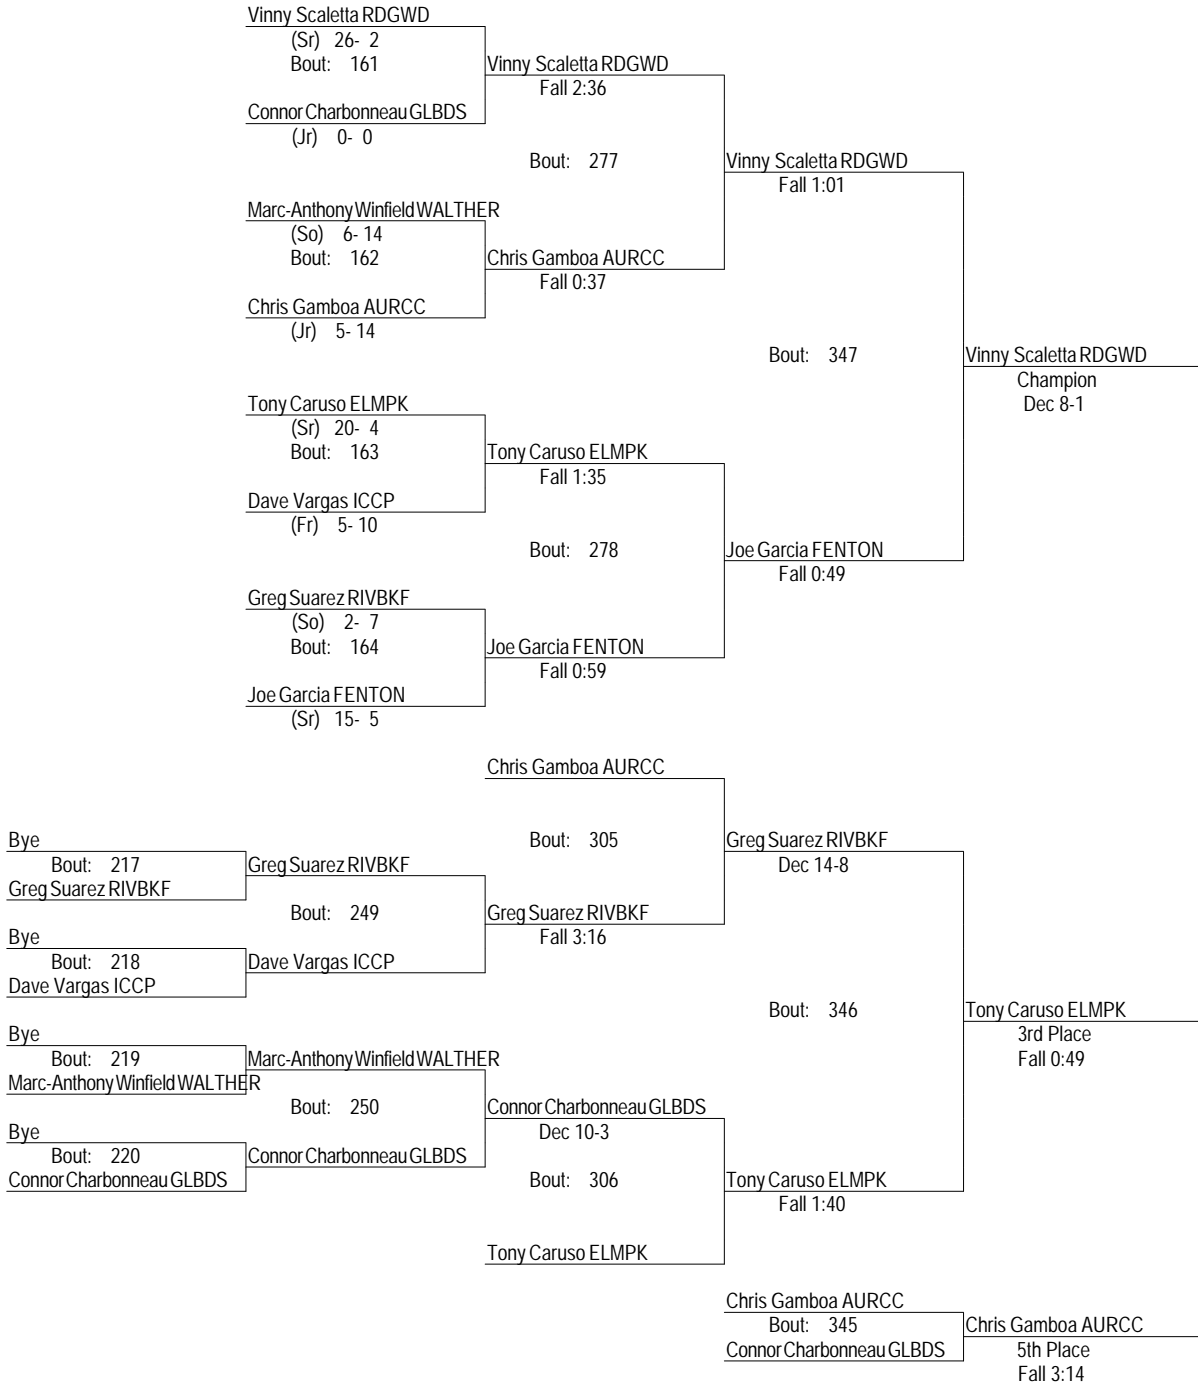 Vinny Scaletta RDGWD
(Sr) 26- 2
Bout: 161
Vinny Scaletta RDGWD
Fall 2:36
Connor Charbonneau GLBDS
(Jr) 0- 0
Bout: 277
Vinny Scaletta RDGWD
Fall 1:01
Marc-Anthony Winfield WALTHER
(So) 6- 14
Bout: 162
Chris Gamboa AURCC
Fall 0:37
Chris Gamboa AURCC
(Jr) 5- 14
Bout: 347
Vinny Scaletta RDGWD
Champion
Dec 8-1
Tony Caruso ELMPK
(Sr) 20- 4
Bout: 163
Tony Caruso ELMPK
Fall 1:35
Dave Vargas ICCP
(Fr) 5- 10
Bout: 278
Joe Garcia FENTON
Fall 0:49
Greg Suarez RIVBKF
(So) 2- 7
Bout: 164
Joe Garcia FENTON
Fall 0:59
Joe Garcia FENTON
(Sr) 15- 5
Chris Gamboa AURCC
Bye
Bout: 217
Greg Suarez RIVBKF
Greg Suarez RIVBKF
Bout: 305
Greg Suarez RIVBKF
Dec 14-8
Bout: 249
Greg Suarez RIVBKF
Fall 3:16
Bye
Bout: 218
Dave Vargas ICCP
Dave Vargas ICCP
Bout: 346
Tony Caruso ELMPK
3rd Place
Fall 0:49
Bye
Bout: 219
Marc-Anthony Winfield WALTHER
Marc-Anthony Winfield WALTHER
Bout: 250
Connor Charbonneau GLBDS
Dec 10-3
Bye
Bout: 220
Connor Charbonneau GLBDS
Connor Charbonneau GLBDS
Bout: 306
Tony Caruso ELMPK
Fall 1:40
Tony Caruso ELMPK
Chris Gamboa AURCC
Bout: 345
Connor Charbonneau GLBDS
Chris Gamboa AURCC
5th Place
Fall 3:14